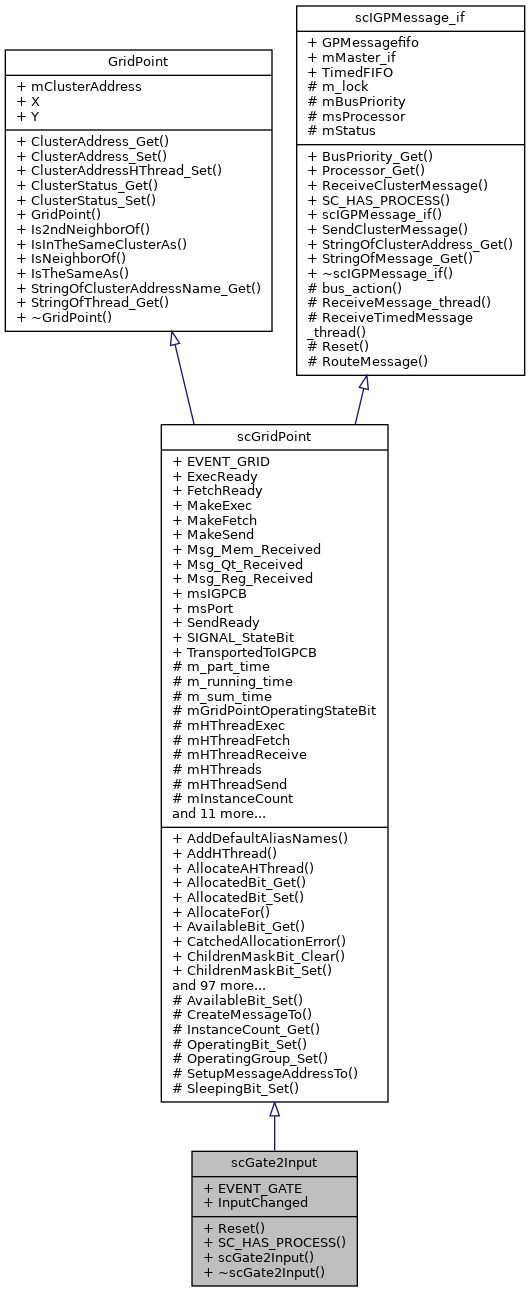 GridPoint
+ mClusterAddress
+ X
+ Y
+ ClusterAddress_Get()
+ ClusterAddress_Set()
+ ClusterAddressHThread_Set()
+ ClusterStatus_Get()
+ ClusterStatus_Set()
+ GridPoint()
+ Is2ndNeighborOf()
+ IsInTheSameClusterAs()
+ IsNeighborOf()
+ IsTheSameAs()
+ StringOfClusterAddressName_Get()
+ StringOfThread_Get()
+ ~GridPoint()
scIGPMessage_if
+ GPMessagefifo
+ mMaster_if
+ TimedFIFO
# m_lock
# mBusPriority
# msProcessor
# mStatus
+ BusPriority_Get()
+ Processor_Get()
+ ReceiveClusterMessage()
+ SC_HAS_PROCESS()
+ scIGPMessage_if()
+ SendClusterMessage()
+ StringOfClusterAddress_Get()
+ StringOfMessage_Get()
+ ~scIGPMessage_if()
# bus_action()
# ReceiveMessage_thread()
# ReceiveTimedMessage
_thread()
# Reset()
# RouteMessage()
scGridPoint
+ EVENT_GRID
+ ExecReady
+ FetchReady
+ MakeExec
+ MakeFetch
+ MakeSend
+ Msg_Mem_Received
+ Msg_Qt_Received
+ Msg_Reg_Received
+ msIGPCB
+ msPort
+ SendReady
+ SIGNAL_StateBit
+ TransportedToIGPCB
# m_part_time
# m_running_time
# m_sum_time
# mGridPointOperatingStateBit
# mHThreadExec
# mHThreadFetch
# mHThreadReceive
# mHThreads
# mHThreadSend
# mInstanceCount
and 11 more...
+ AddDefaultAliasNames()
+ AddHThread()
+ AllocateAHThread()
+ AllocatedBit_Get()
+ AllocatedBit_Set()
+ AllocateFor()
+ AvailableBit_Get()
+ CatchedAllocationError()
+ ChildrenMaskBit_Clear()
+ ChildrenMaskBit_Set()
and 97 more...
# AvailableBit_Set()
# CreateMessageTo()
# InstanceCount_Get()
# OperatingBit_Set()
# OperatingGroup_Set()
# SetupMessageAddressTo()
# SleepingBit_Set()
scGate2Input
+ EVENT_GATE
+ InputChanged
+ Reset()
+ SC_HAS_PROCESS()
+ scGate2Input()
+ ~scGate2Input()